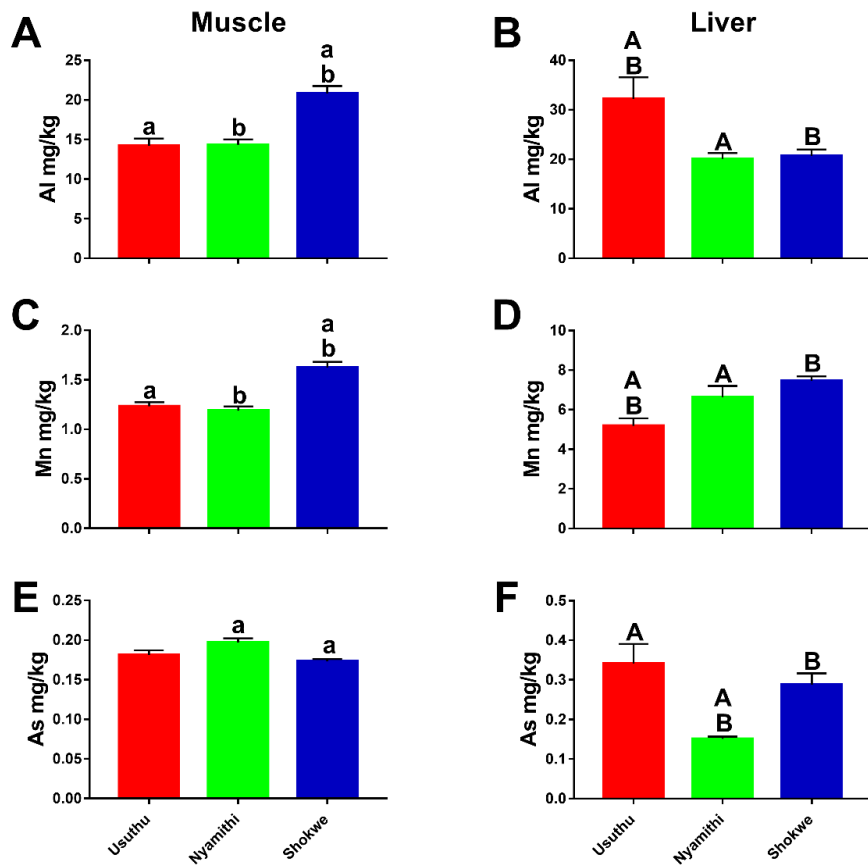 Muscle
Liver
A
Al mg/kg
25
20
15
10
5
0
a
b
a
b
B
Al mg/kg
40
30
20
10
0
A
B
A
B
C
Mn mg/kg
2.0
1.5
1.0
0.5
0.0
a
b
a
b
D
Mn mg/kg
10
8
6
4
2
0
A
B
A
B
E
As mg/kg
0.25
0.20
0.15
0.10
0.05
0.00
a
a
Usuthu
Nyamithi
Shokwe
F
As mg/kg
0.5
0.4
0.3
0.2
0.1
0.0
A
A
B
B
Usuthu
Nyamithi
Shokwe